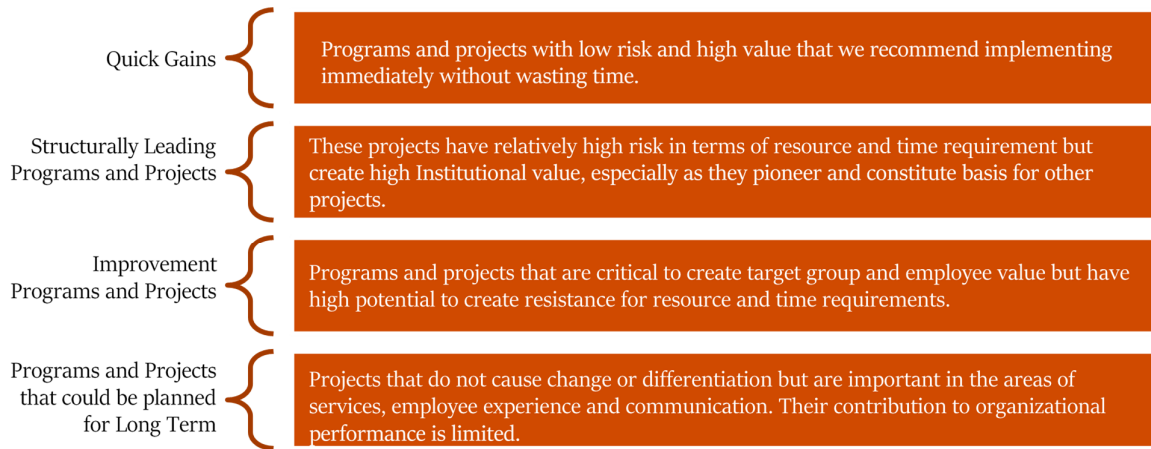 Quick Gains
Programs and projects with low risk and high value that we recommend implementing
immediately without wasting time.
Structurally Leading
Programs and Projects
These projects have relatively high risk in terms of resource and time requirement but
create high Institutional value, especially as they pioneer and constitute basis for other
projects.
Improvement
Programs and Projects
Programs and projects that are critical to create target group and employee value but have
high potential to create resistance for resource and time requirements.
Programs and Projects
that could be planned
for Long Term
Projects that do not cause change or differentiation but are important in the areas of
services, employee experience and communication. Their contribution to organizational
performance is limited.